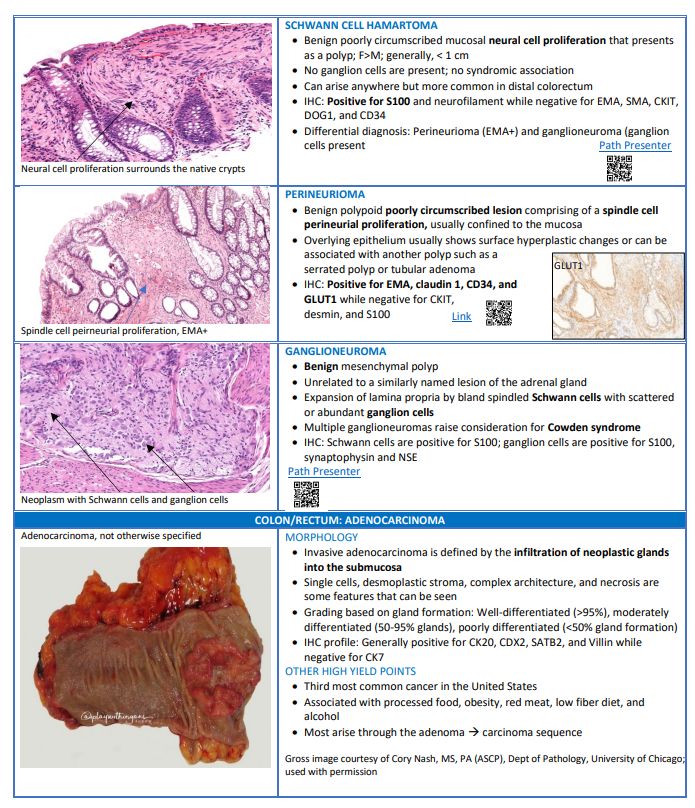 SCHWANN CELL HAMARTOMA
• Benign poorly circumscribed mucosal neural cell proliferation that presents
as a polyp; F>M; generally, < 1 cm
• No ganglion cells are present; no syndromic association
• Can arise anywhere but more common in distal colorectum
• IHC: Positive for S100 and neurofilament while negative for EMA, SMA, CKIT,
DOG1, and CD34
• Differential diagnosis: Perineurioma (EMA+) and ganglioneuroma (ganglion
cells present
Path Presenter
Neural cell proliferation surrounds the native crypts
PERINEURIOMA
• Benign polypoid poorly circumscribed lesion comprising of a spindle cell
perineurial proliferation, usually confined to the mucosa
• Overlying epithelium usually shows surface hyperplastic changes or can be
associated with another polyp such as a
serrated polyp or tubular adenoma
• IHC: Positive for EMA, claudin 1, CD34, and
GLUT1 while negative for CKIT,
desmin, and S100
Link
GLUT1
Spindle cell peirneurial proliferation, EMA+
GANGLIONEUROMA
• Benign mesenchymal polyp
• Unrelated to a similarly named lesion of the adrenal gland
• Expansion of lamina propria by bland spindled Schwann cells with scattered
or abundant ganglion cells
• Multiple ganglioneuromas raise consideration for Cowden syndrome
• IHC: Schwann cells are positive for S100; ganglion cells are positive for S100,
synaptophysin and NSE
Path Presenter
Neoplasm with Schwann cells and ganglion cells
COLON/RECTUM: ADENOCARCINOMA
Adenocarcinoma, not otherwise specified
MORPHOLOGY
• Invasive adenocarcinoma is defined by the infiltration of neoplastic glands
into the submucosa
• Single cells, desmoplastic stroma, complex architecture, and necrosis are
some features that can be seen
• Grading based on gland formation: Well-differentiated (>95%), moderately
differentiated (50-95% glands), poorly differentiated (<50% gland formation)
• IHC profile: Generally positive for CK20, CDX2, SATB2, and Villin while
negative for CK7
OTHER HIGH YIELD POINTS
• Third most common cancer in the United States
• Associated with processed food, obesity, red meat, low fiber diet, and
alcohol
• Most arise through the adenoma → carcinoma sequence
Gross image courtesy of Cory Nash, MS, PA (ASCP), Dept of Pathology, University of Chicago;
used with permission